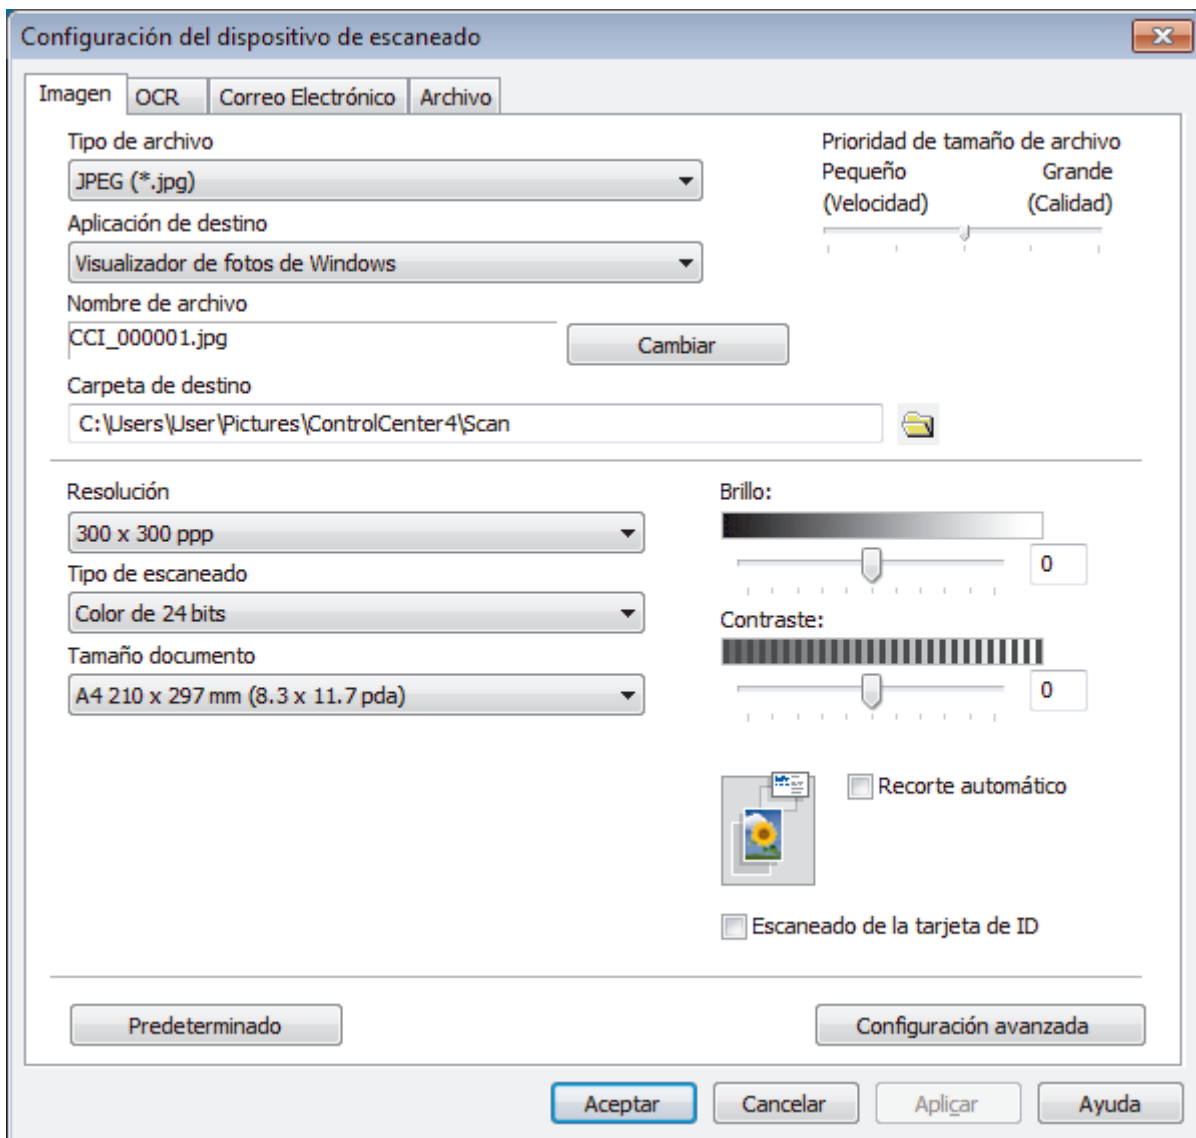 Configuración del dispositivo de escaneado
Imagen OCR Correo Electrónico Archivo
Tipo de archivo
JPEG (*.jpg)
Prioridad de tamaño de archivo
Pequeño Grande
(Velocidad) (Calidad)
Aplicación de destino
Visualizador de fotos de Windows
Nombre de archivo
CCI_000001.jpg
Cambiar
Carpeta de destino
C:\Users\User\Pictures\ControlCenter4\Scan
Resolución
300 x 300 ppp
Tipo de escaneado
Color de 24 bits
Tamaño documento
A4 210 x 297 mm (8.3 x 11.7 pda)
Brillo:
0
Contraste:
0
Recorte automático
Escaneado de la tarjeta de ID
Predeterminado Configuración avanzada
Aceptar Cancelar Aplicar Ayuda